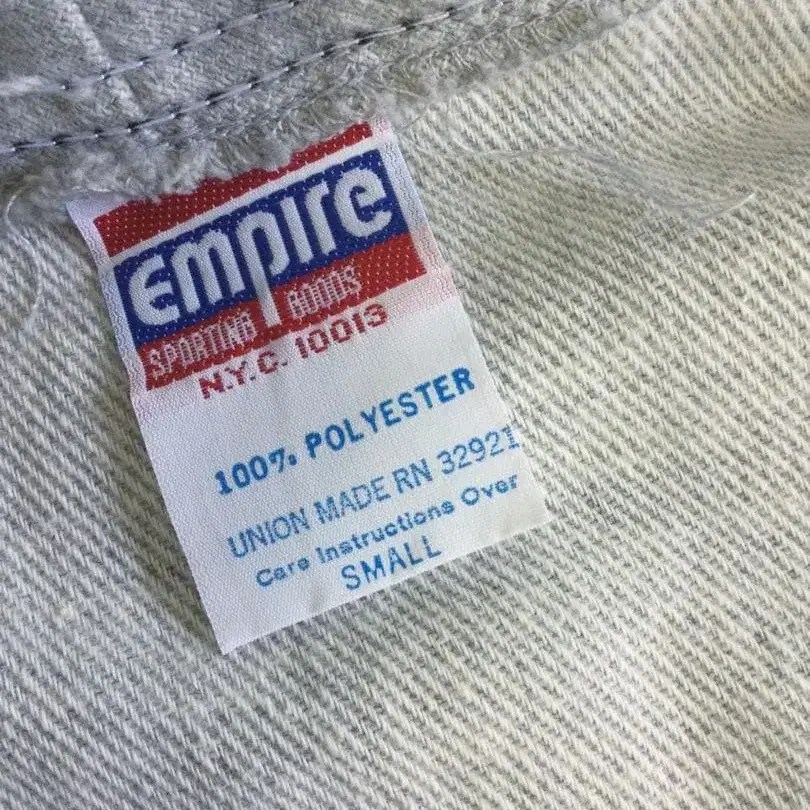 empire
SPORTING GOODS
N.Y.C. 10013
100% POLYESTER
UNION MADE RN 32921
Care Instructions Over
SMALL